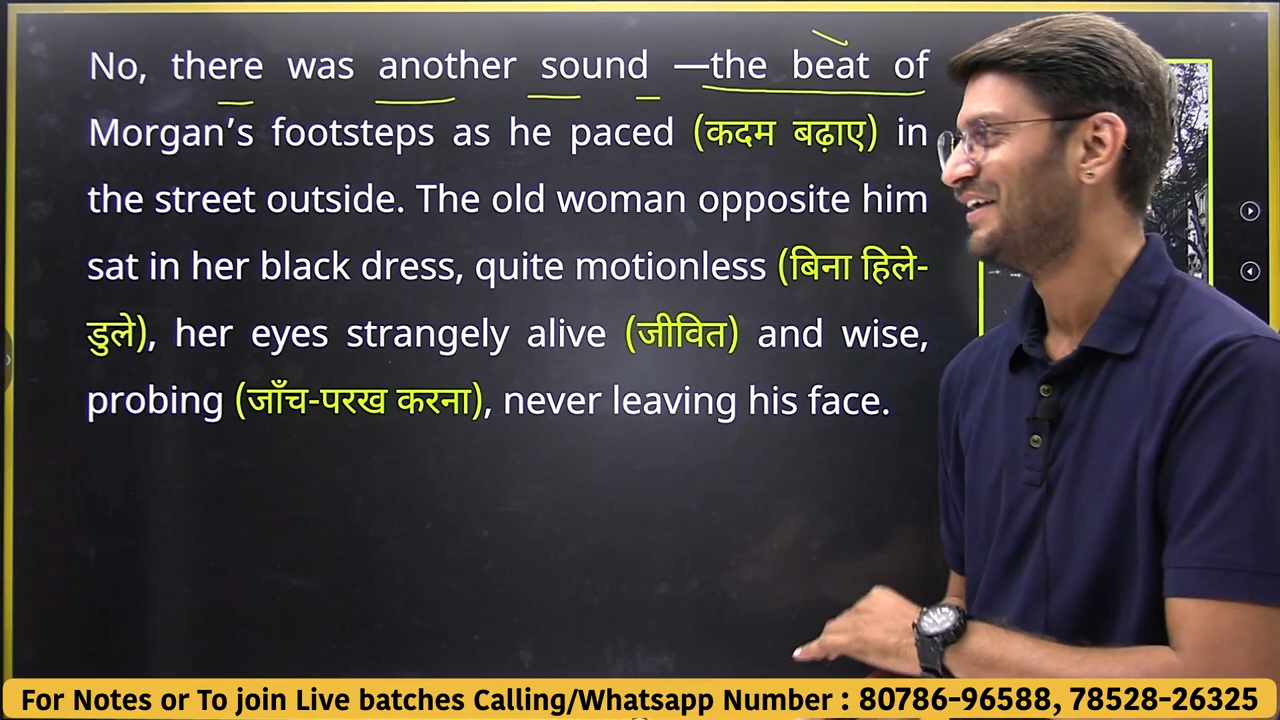 No, there was another sound —the beat of
Morgan’s footsteps as he paced (कदम बढ़ाए) in
the street outside. The old woman opposite him
sat in her black dress, quite motionless (बिना हिले-
डुले), her eyes strangely alive (जीवित) and wise,
probing (जाँच-परख करना), never leaving his face.
For Notes or To join Live batches Calling/Whatsapp Number : 80786-96588, 78528-26325